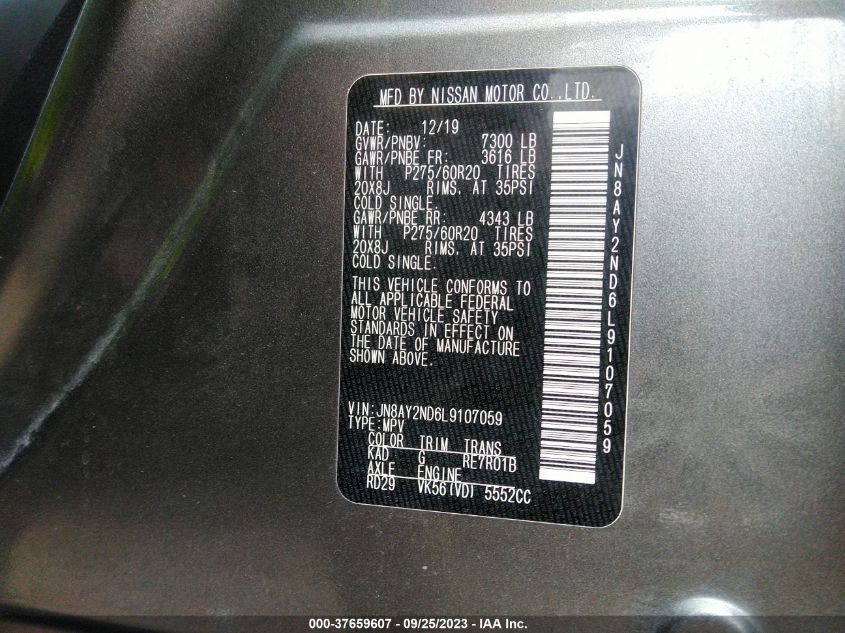 MFD BY NISSAN MOTOR CO.,LTD.
DATE: 12/19
GVWR/PNBV: 7300 LB
GAWR/PNBE FR: 3616 LB
WITH P275/60R20 TIRES
20X8J RIMS. AT 35PSI
COLD SINGLE.
GAWR/PNBE RR: 4343 LB
WITH P275/60R20 TIRES
20X8J RIMS. AT 35PSI
COLD SINGLE.
THIS VEHICLE CONFORMS TO
ALL APPLICABLE FEDERAL
MOTOR VEHICLE SAFETY
STANDARDS IN EFFECT ON
THE DATE OF MANUFACTURE
SHOWN ABOVE.
VIN:JN8AY2ND6L9107059
TYPE:MPV
COLOR TRIM TRANS
KAD G RE7R01B
AXLE ENGINE
RD29 VK56(VD) 5552CC
JN8AY2ND6L9107059
000-37659607 - 09/25/2023 - IAA Inc.